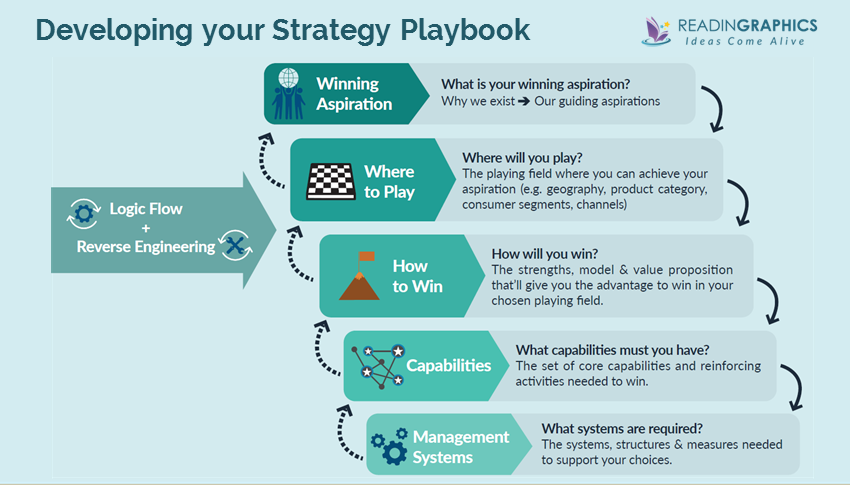 Developing your Strategy Playbook
READINGRAPHICS
Ideas Come Alive
Winning
Aspiration
What is your winning aspiration?
Why we exist ➔ Our guiding aspirations
Where
to Play
Where will you play?
The playing field where you can achieve your
aspiration (e.g. geography, product category,
consumer segments, channels)
Logic Flow
+
Reverse Engineering
How
to Win
How will you win?
The strengths, model & value proposition
that'll give you the advantage to win in your
chosen playing field.
Capabilities
What capabilities must you have?
The set of core capabilities and reinforcing
activities needed to win.
Management
Systems
What systems are required?
The systems, structures & measures needed
to support your choices.